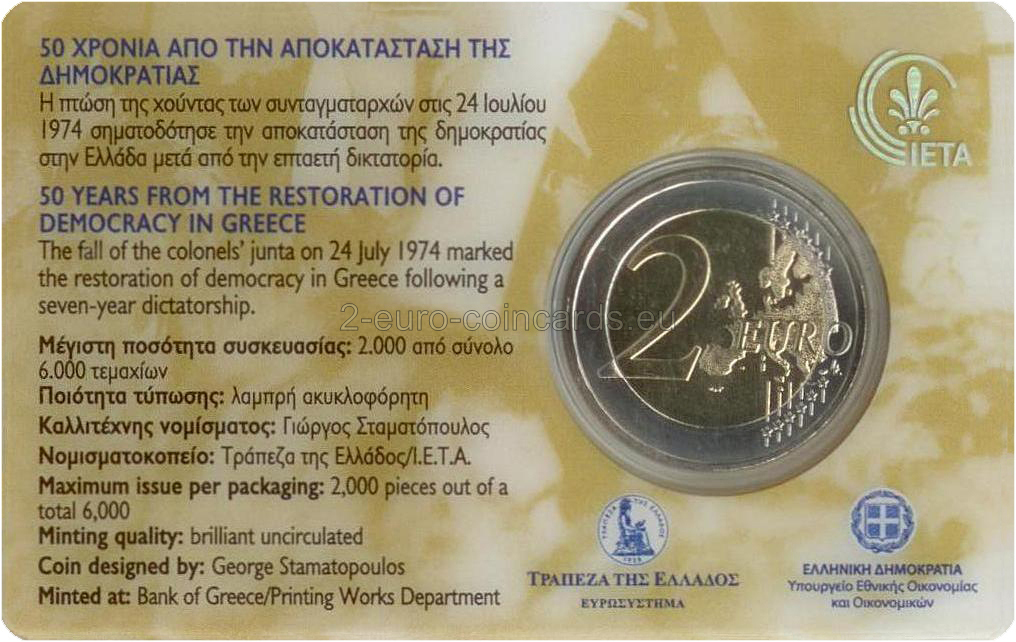 50 ΧΡΟΝΙΑ ΑΠΟ ΤΗΝ ΑΠΟΚΑΤΑΣΤΑΣΗ ΤΗΣ
ΔΗΜΟΚΡΑΤΙΑΣ
Η πτώση της χούντας των συνταγματαρχών στις 24 Ιουλίου
1974 σηματοδότησε την αποκατάσταση της δημοκρατίας
στην Ελλάδα μετά από την επταετή δικτατορία.
50 YEARS FROM THE RESTORATION OF
DEMOCRACY IN GREECE
The fall of the colonels' junta on 24 July 1974 marked
the restoration of democracy in Greece following a
seven-year dictatorship.
Μέγιστη ποσότητα συσκευασίας: 2.000 από σύνολο
6.000 τεμαχίων
Ποιότητα τύπωσης: λαμπρή ακυκλοφόρητη
Καλλιτέχνης νομίσματος: Γιώργος Σταματόπουλος
Νομισματοκοπείο: Τράπεζα της Ελλάδος/Ι.Ε.Τ.Α.
Maximum issue per packaging: 2,000 pieces out of a
total 6,000
Minting quality: brilliant uncirculated
Coin designed by: George Stamatopoulos
Minted at: Bank of Greece/Printing Works Department
IETA
2 EURO
2-euro-coincards.eu
ΤΡΑΠΕΖΑ ΤΗΣ ΕΛΛΑΔΟΣ
1928
ΤΡΑΠΕΖΑ ΤΗΣ ΕΛΛΑΔΟΣ
ΕΥΡΩΣΥΣΤΗΜΑ
ΕΛΛΗΝΙΚΗ ΔΗΜΟΚΡΑΤΙΑ
Υπουργείο Εθνικής Οικονομίας
και Οικονομικών